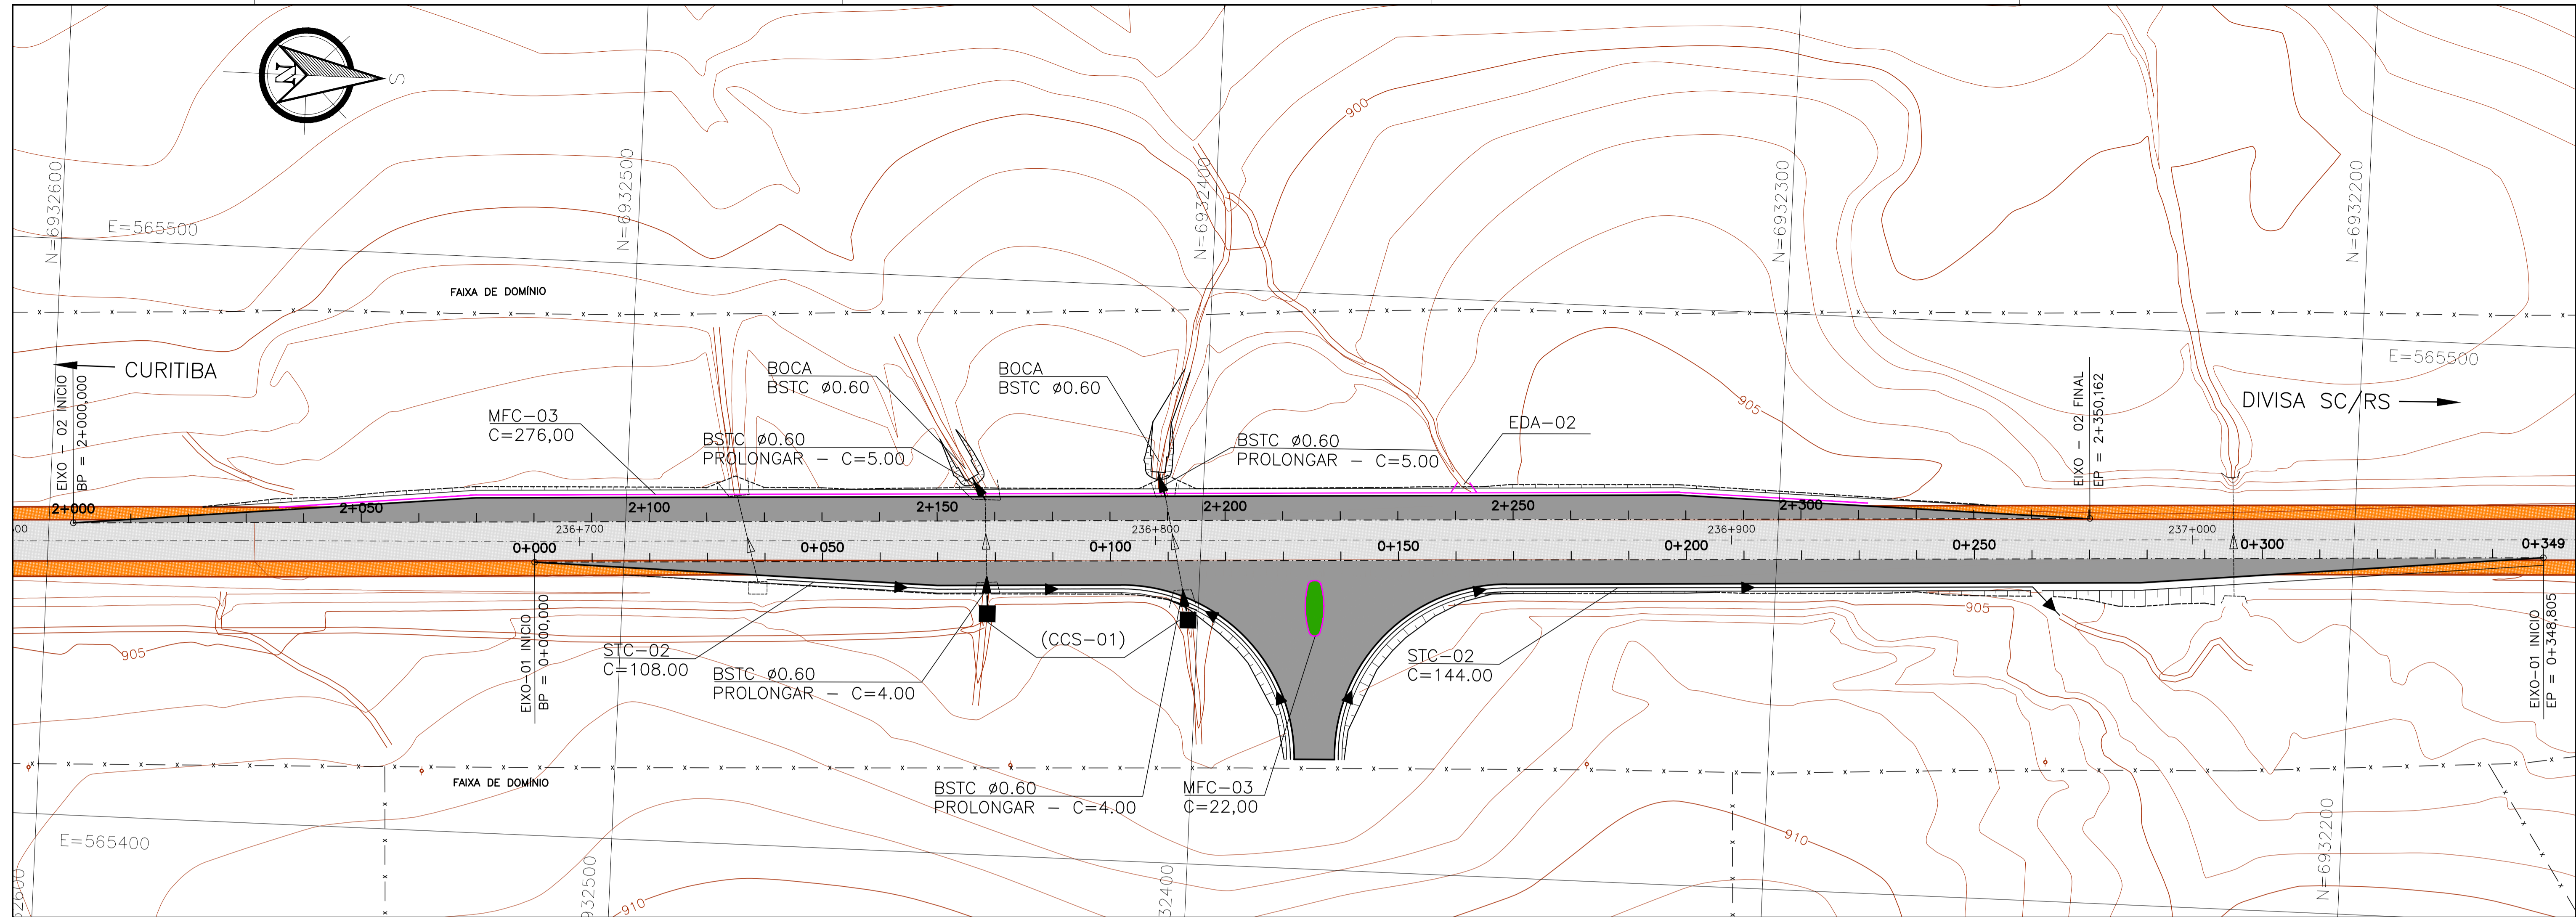 N
S
N=6932600
N=6932500
N=6932400
N=6932300
N=6932200
E=565500
900
FAIXA DE DOMÍNIO
CURITIBA
BOCA
BSTC ø0.60
BOCA
BSTC ø0.60
E=565500
DIVISA SC/RS
905
MFC-03
C=276,00
BSTC ø0.60
PROLONGAR - C=5.00
BSTC ø0.60
PROLONGAR - C=5.00
EDA-02
EIXO - 02 INICIO
BP = 2+000,000
EIXO - 02 FINAL
EP = 2+350,162
2+000
2+050
2+100
2+150
2+200
2+250
2+300
00
236+700
236+800
236+900
237+000
0+000
0+050
0+100
0+150
0+200
0+250
0+300
0+349
905
905
EIXO-01 INICIO
BP = 0+000,000
STC-02
C=108.00
BSTC ø0.60
PROLONGAR - C=4.00
(CCS-01)
STC-02
C=144.00
EIXO-01 INICIO
EP = 0+348,805
FAIXA DE DOMÍNIO
BSTC ø0.60
PROLONGAR - C=4.00
MFC-03
C=22,00
E=565400
910
910
32600
932500
32400
N=6932200